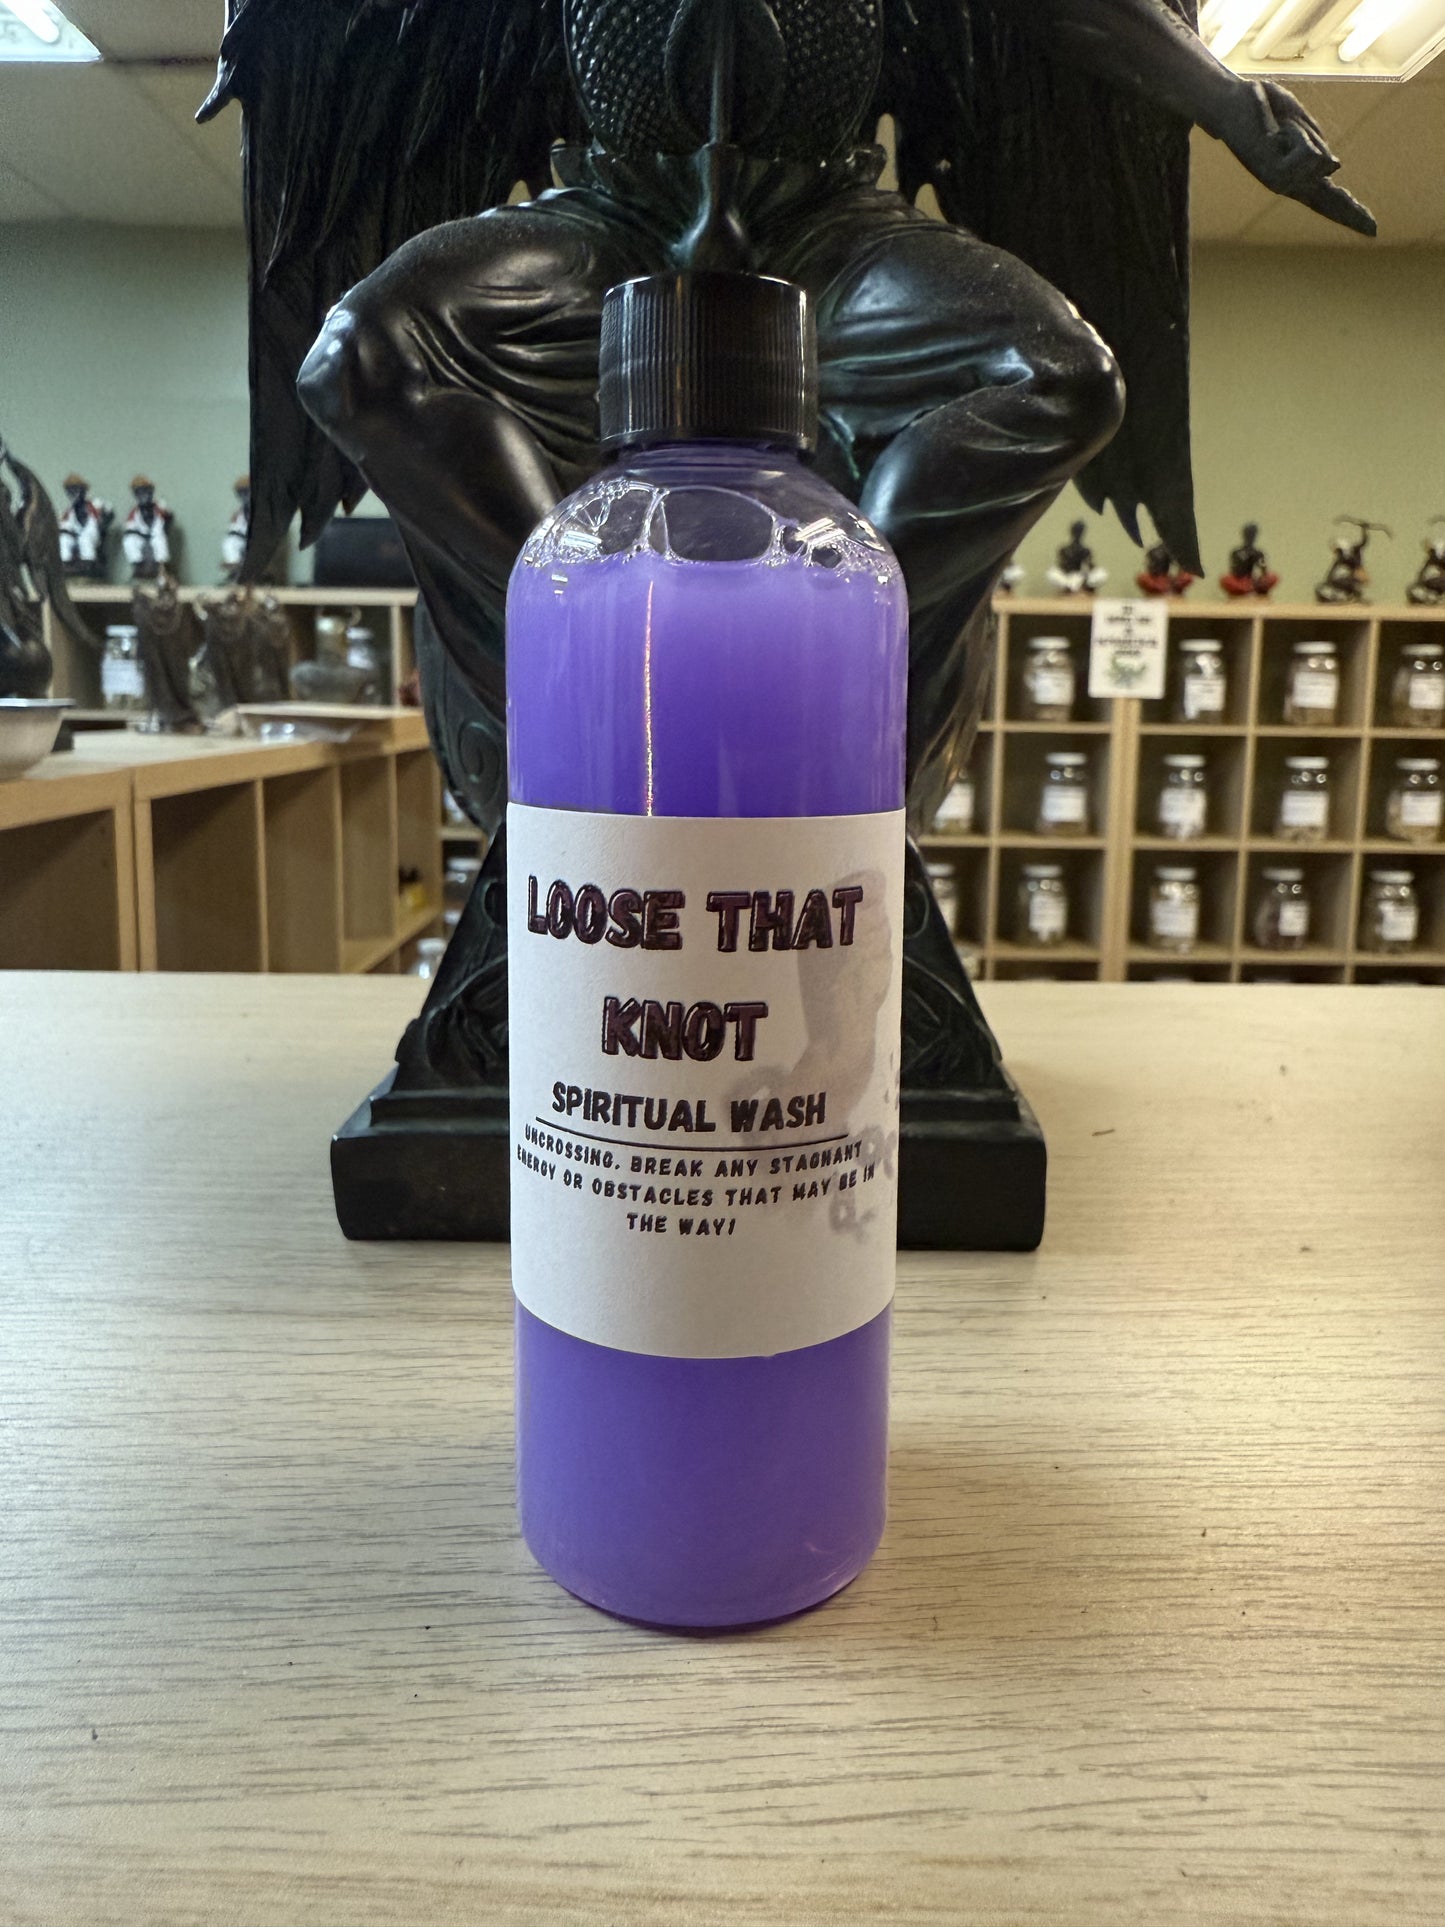 LOOSE THAT
KNOT
SPIRITUAL WASH
UNCROSSING. BREAK ANY STAGNANT
ENERGY OR OBSTACLES THAT MAY BE IN
THE WAY!